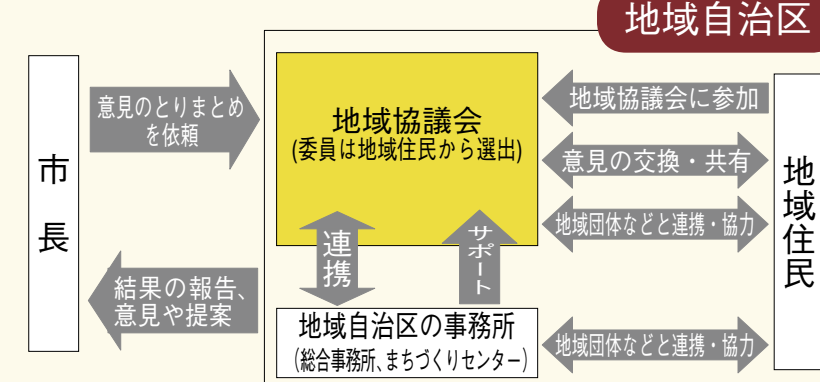 地域自治区
市長
意見のとりまとめ
を依頼
結果の報告、
意見や提案
地域協議会
(委員は地域住民から選出)
連携
サポート
地域自治区の事務所
(総合事務所、まちづくりセンター)
地域協議会に参加
意見の交換・共有
地域団体などと連携・協力
地域団体などと連携・協力
地域住民